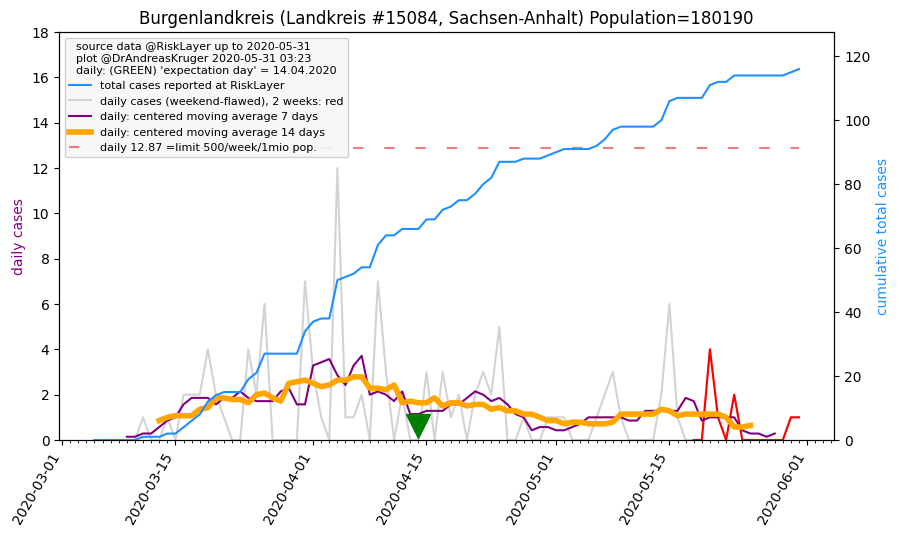 Burgenlandkreis (Landkreis #15084, Sachsen-Anhalt) Population=180190
source data @RiskLayer up to 2020-05-31
plot @DrAndreasKruger 2020-05-31 03:23
daily: (GREEN) 'expectation day' = 14.04.2020
total cases reported at RiskLayer
daily cases (weekend-flawed), 2 weeks: red
daily: centered moving average 7 days
daily: centered moving average 14 days
daily 12.87 =limit 500/week/1mio pop.
daily cases
18
16
14
12
10
8
6
4
2
0
cumulative total cases
120
100
80
60
40
20
0
2020-03-01
2020-03-15
2020-04-01
2020-04-15
2020-05-01
2020-05-15
2020-06-01